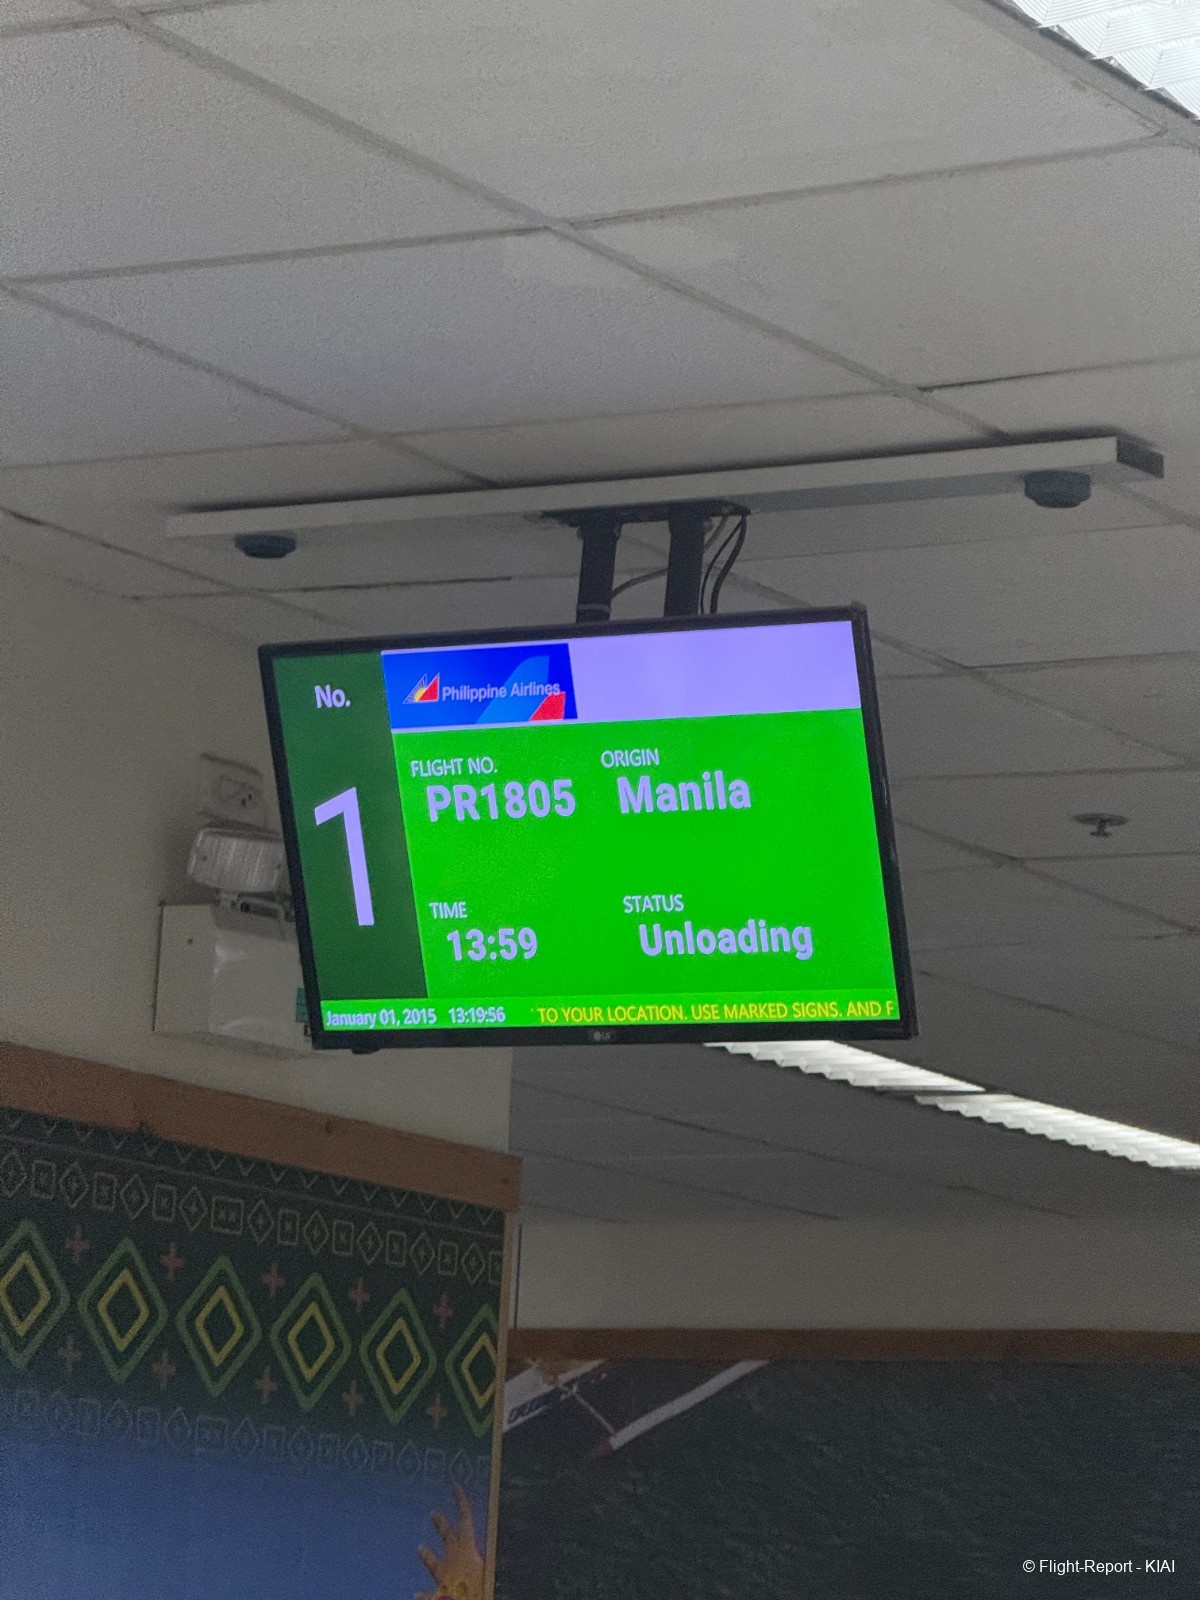 No.
1
Philippine Airlines
FLIGHT NO.
PR1805
ORIGIN
Manila
TIME
13:59
STATUS
Unloading
January 01, 2015 13:19:56
TO YOUR LOCATION. USE MARKED SIGNS. AND F
LG
© Flight-Report - KIAI